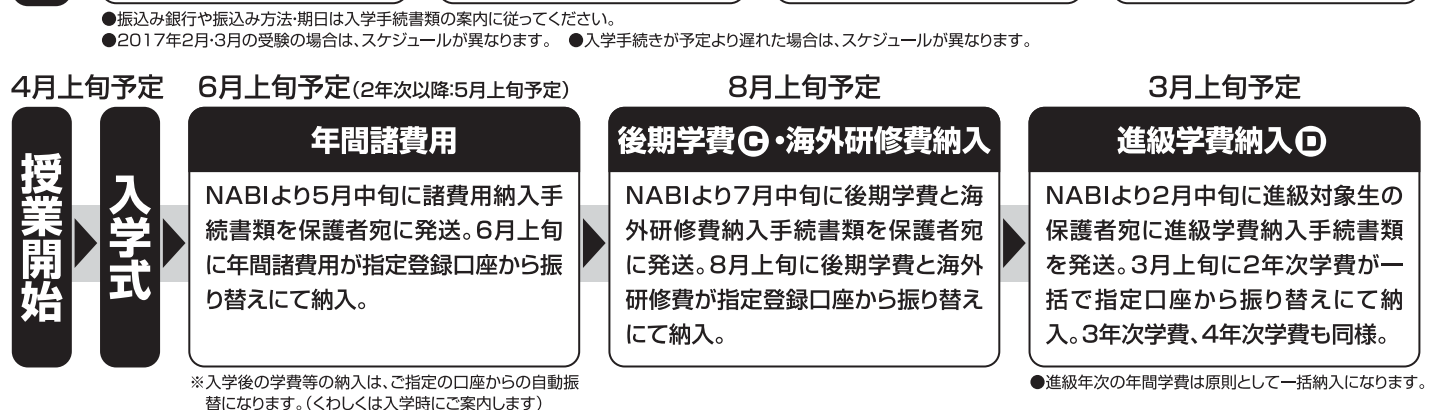 ●振込み銀行や振込み方法・期日は入学手続書類の案内に従ってください。
●2017年2月・3月の受験の場合は、スケジュールが異なります。 ●入学手続きが予定より遅れた場合は、スケジュールが異なります。
4月上旬予定
授業開始
入学式
6月上旬予定(2年次以降:5月上旬予定)
年間諸費用
NABIより5月中旬に諸費用納入手
続書類を保護者宛に発送。6月上旬
に年間諸費用が指定登録口座から振
り替えにて納入。
※入学後の学費等の納入は、ご指定の口座からの自動振
替になります。(くわしくは入学時にご案内します)
8月上旬予定
後期学費C・海外研修費納入
NABIより7月中旬に後期学費と海
外研修費納入手続書類を保護者宛
に発送。8月上旬に後期学費と海外
研修費が指定登録口座から振り替え
にて納入。
3月上旬予定
進級学費納入D
NABIより2月中旬に進級対象生の
保護者宛に進級学費納入手続書類
を発送。3月上旬に2年次学費が一
括で指定口座から振り替えにて納
入。3年次学費、4年次学費も同様。
●進級年次の年間学費は原則として一括納入になります。